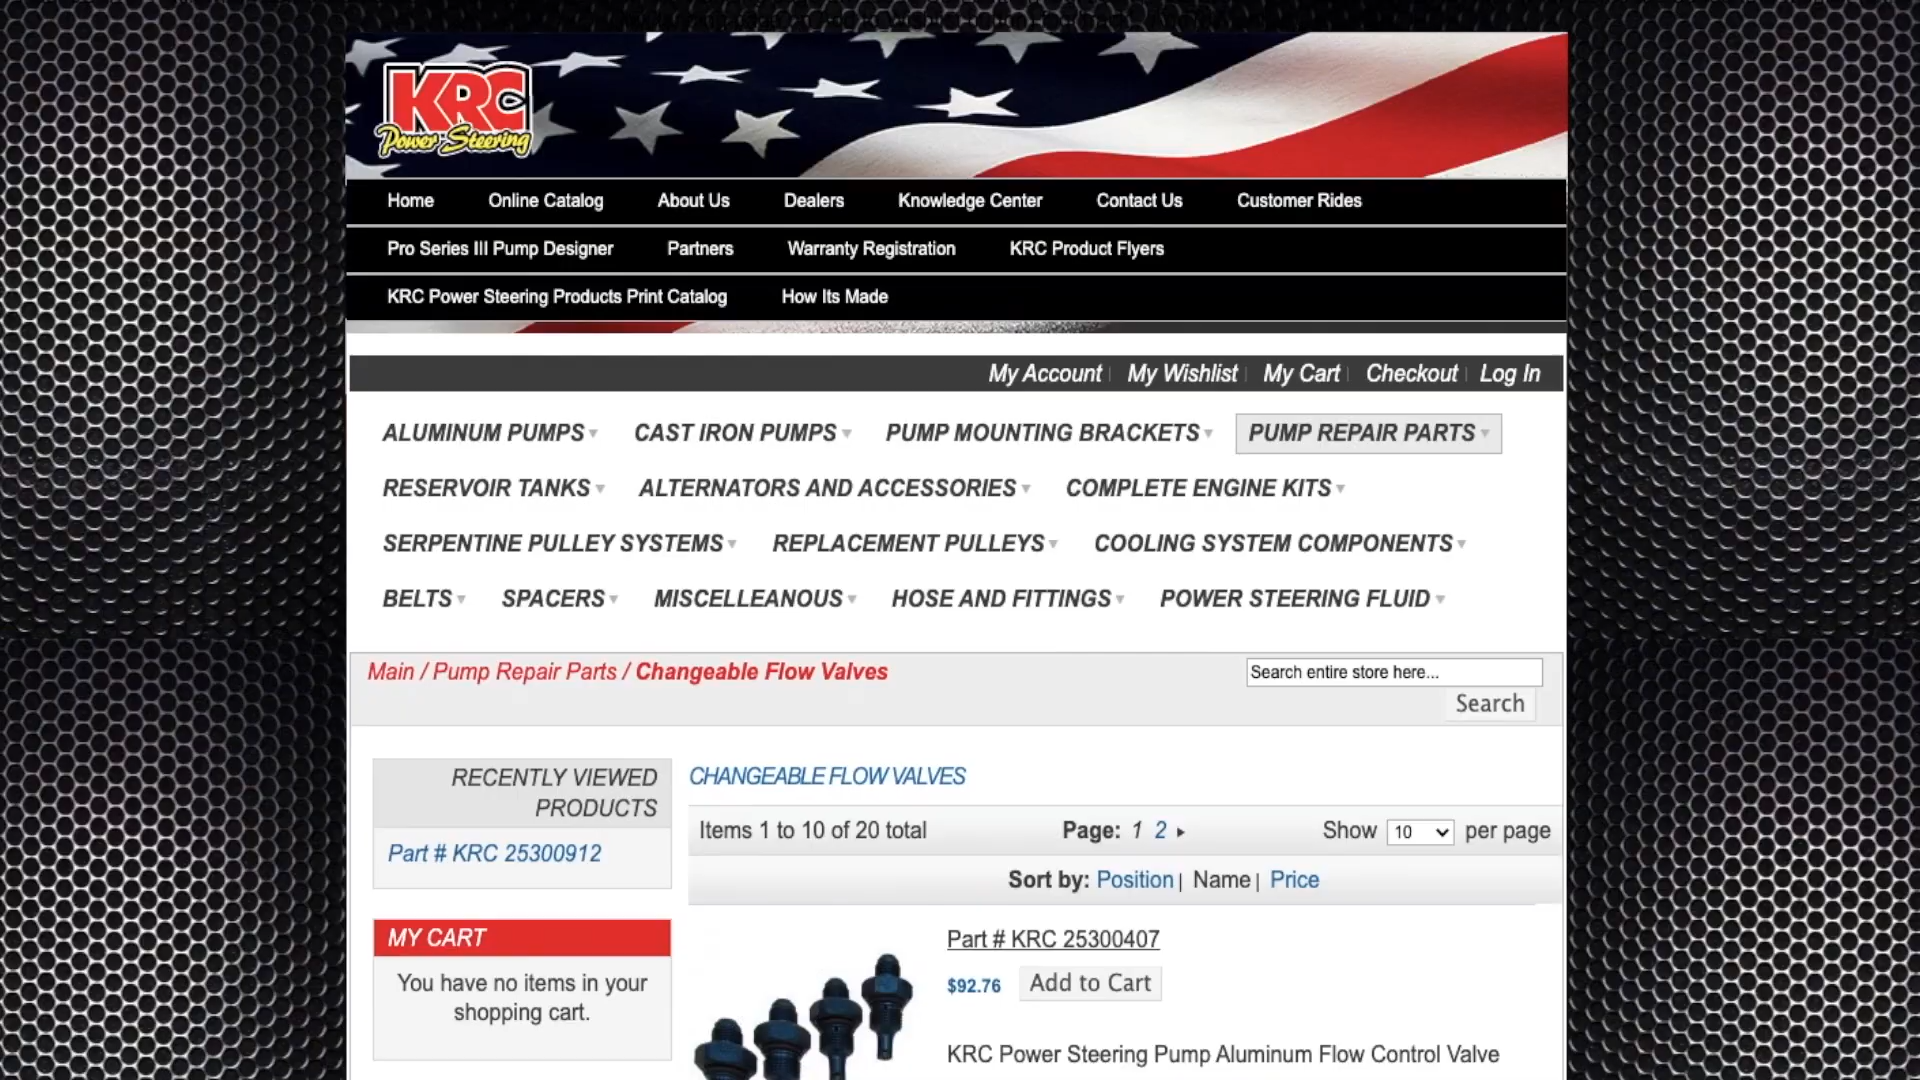 KRC
Power Steering
Home Online Catalog About Us Dealers Knowledge Center Contact Us Customer Rides
Pro Series III Pump Designer Partners Warranty Registration KRC Product Flyers
KRC Power Steering Products Print Catalog How Its Made
My Account My Wishlist My Cart Checkout Log In
ALUMINUM PUMPS CAST IRON PUMPS PUMP MOUNTING BRACKETS PUMP REPAIR PARTS
RESERVOIR TANKS ALTERNATORS AND ACCESSORIES COMPLETE ENGINE KITS
SERPENTINE PULLEY SYSTEMS REPLACEMENT PULLEYS COOLING SYSTEM COMPONENTS
BELTS SPACERS MISCELLEANOUS HOSE AND FITTINGS POWER STEERING FLUID
Main / Pump Repair Parts / Changeable Flow Valves
Search entire store here...
Search
RECENTLY VIEWED
PRODUCTS
Part # KRC 25300912
MY CART
You have no items in your
shopping cart.
CHANGEABLE FLOW VALVES
Items 1 to 10 of 20 total Page: 1 2 Show 10 per page
Sort by: Position | Name | Price
Part # KRC 25300407
$92.76 Add to Cart
KRC Power Steering Pump Aluminum Flow Control Valve